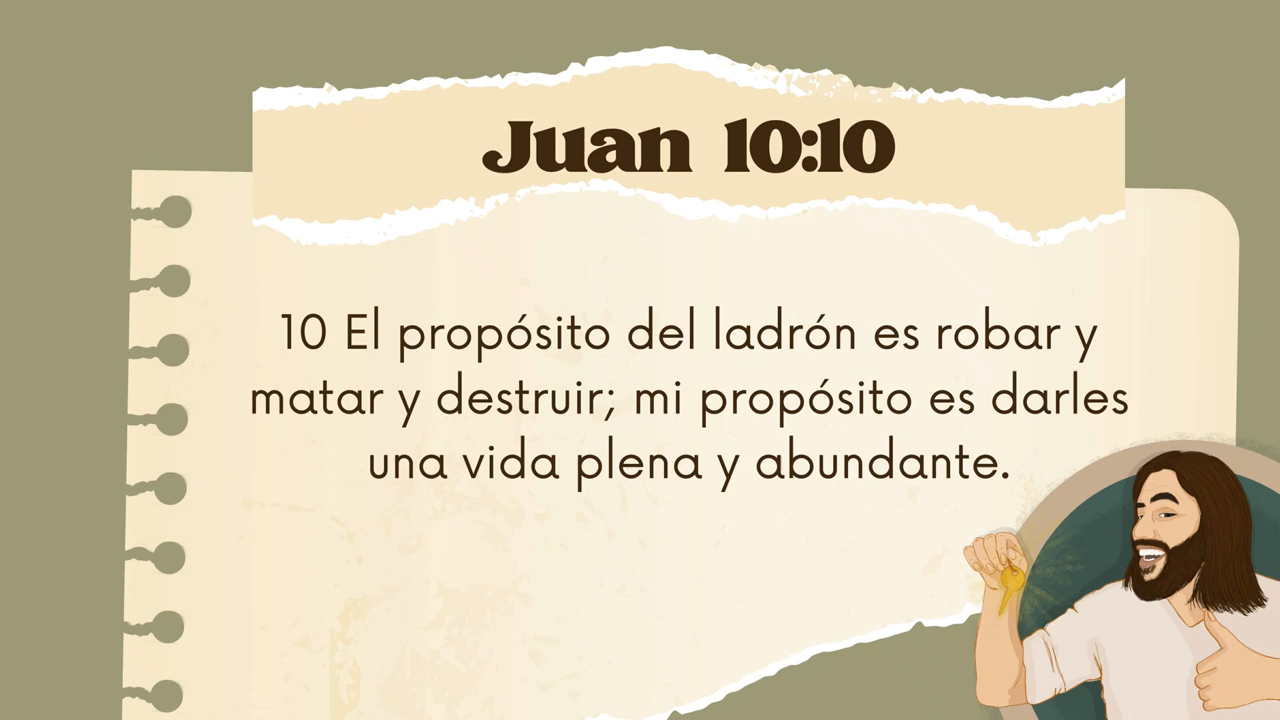 Juan 10:10
10 El propósito del ladrón es robar y
matar y destruir; mi propósito es darles
una vida plena y abundante.